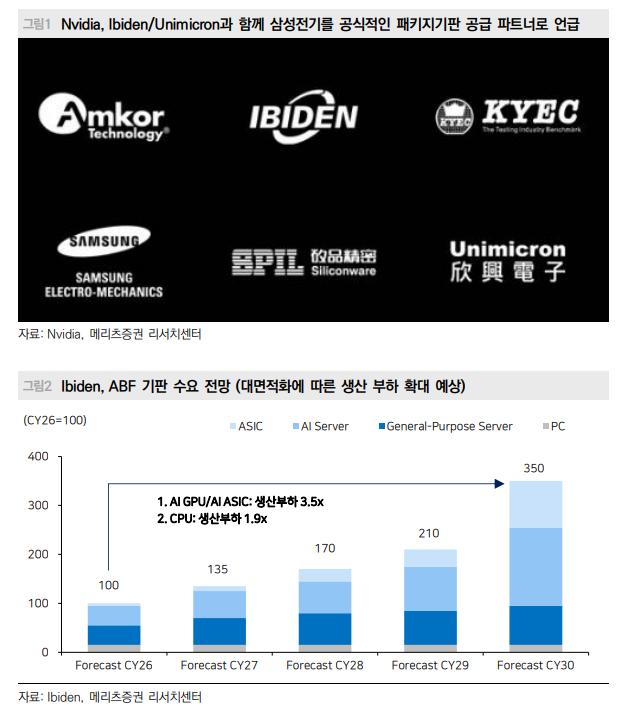 그림1 Nvidia, Ibiden/Unimicron과 함께 삼성전기를 공식적인 패키지기판 공급 파트너로 언급
Amkor
Technology®
IBIDEN
KYEC
KYEC
The Testing Industry Benchmark
SAMSUNG
SAMSUNG
ELECTRO-MECHANICS
SPIL 矽品精密
Siliconware
Unimicron
欣興電子
자료: Nvidia, 메리츠증권 리서치센터
그림2 Ibiden, ABF 기판 수요 전망 (대면적화에 따른 생산 부하 확대 예상)
(CY26=100)
ASIC AI Server General-Purpose Server PC
400
300
200
100
0
1. AI GPU/AI ASIC: 생산부하 3.5x
2. CPU: 생산부하 1.9x
100
135
170
210
350
Forecast CY26 Forecast CY27 Forecast CY28 Forecast CY29 Forecast CY30
자료: Ibiden, 메리츠증권 리서치센터